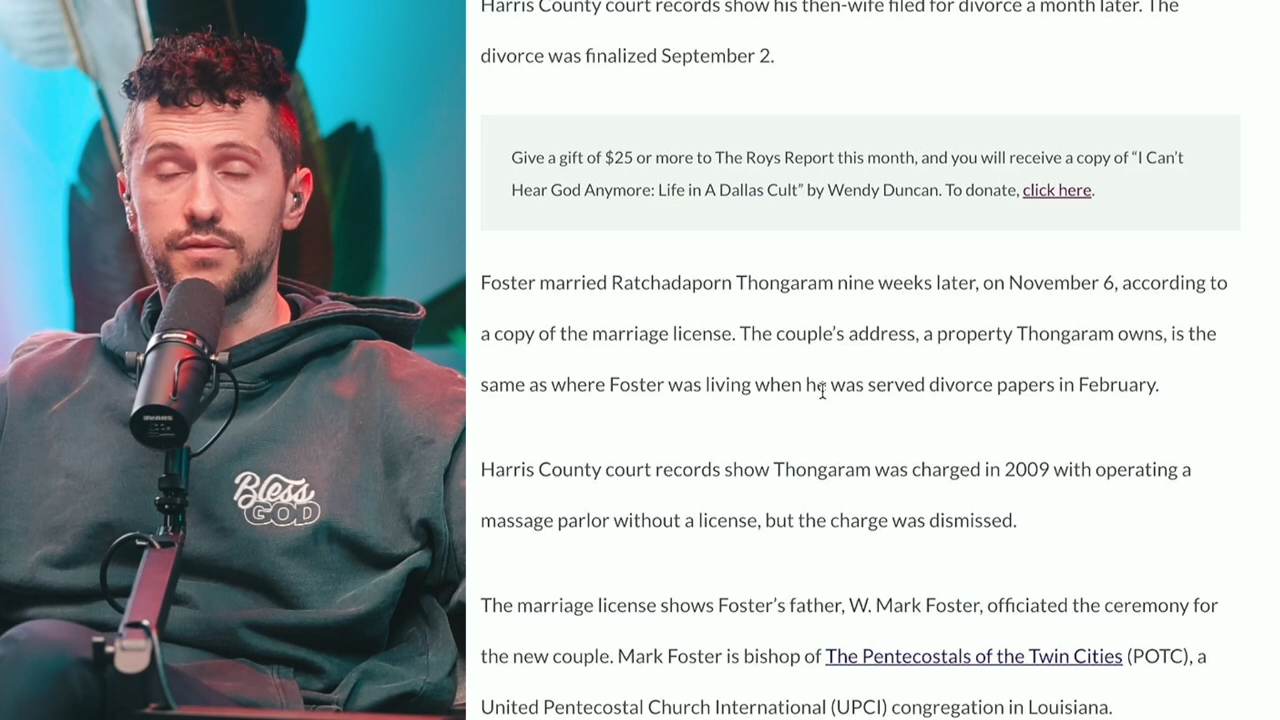 Harris County court records show his then-wife filed for divorce a month later. The
divorce was finalized September 2.
Give a gift of $25 or more to The Roys Report this month, and you will receive a copy of “I Can’t
Hear God Anymore: Life in A Dallas Cult” by Wendy Duncan. To donate, click here.
Foster married Ratchadaporn Thongaram nine weeks later, on November 6, according to
a copy of the marriage license. The couple’s address, a property Thongaram owns, is the
same as where Foster was living when he was served divorce papers in February.
Harris County court records show Thongaram was charged in 2009 with operating a
massage parlor without a license, but the charge was dismissed.
The marriage license shows Foster’s father, W. Mark Foster, officiated the ceremony for
the new couple. Mark Foster is bishop of The Pentecostals of the Twin Cities (POTC), a
United Pentecostal Church International (UPCI) congregation in Louisiana.
Bless
GOD